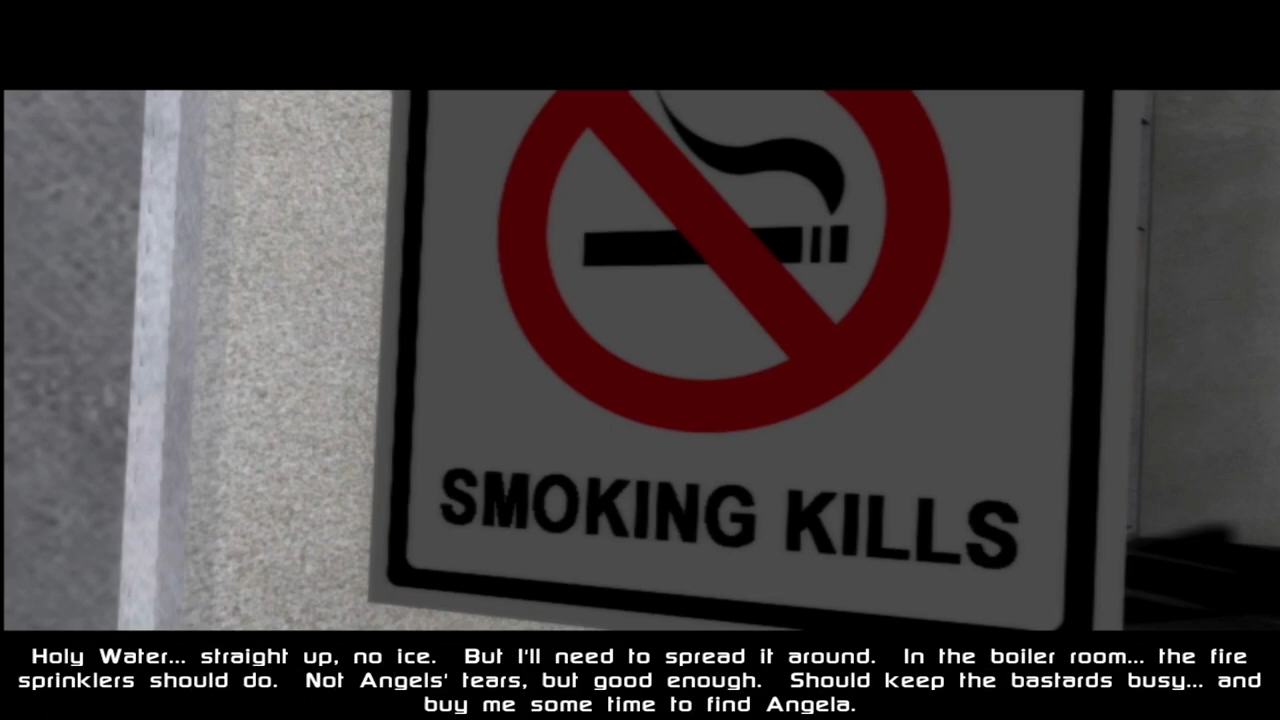 SMOKING KILLS
Holy Water... straight up, no ice.  But I'll need to spread it around.  In the boiler room... the fire
sprinklers should do.  Not Angels' tears, but good enough.  Should keep the bastards busy... and
buy me some time to find Angela.